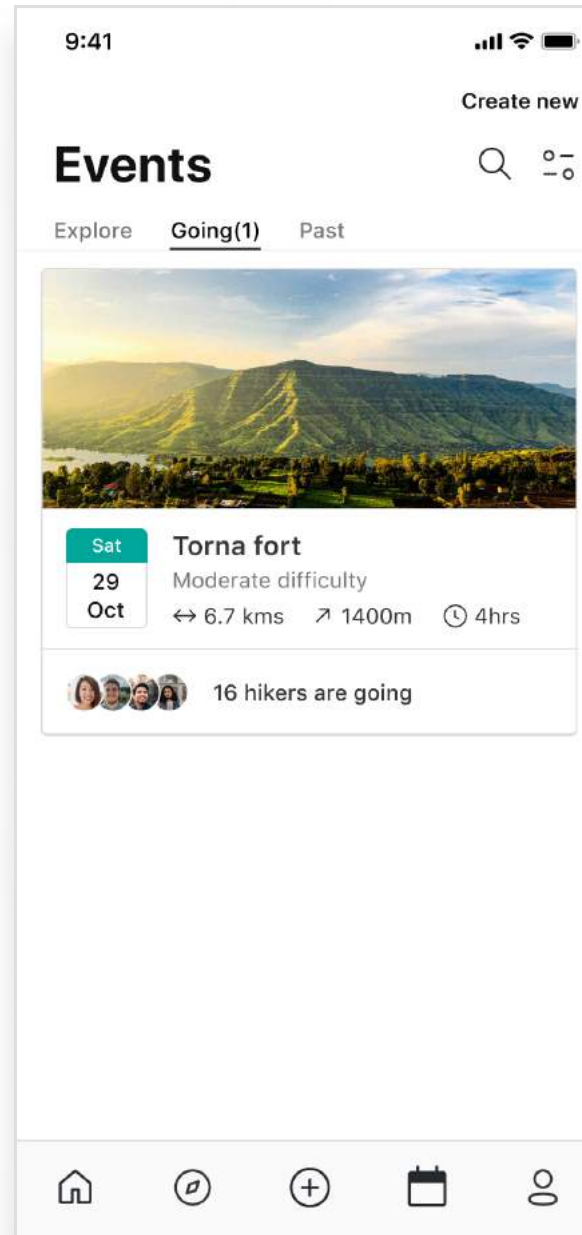 9:41
Create new
Events
Explore Going(1) Past
Sat
29
Oct
Torna fort
Moderate difficulty
6.7 kms 1400m 4hrs
16 hikers are going